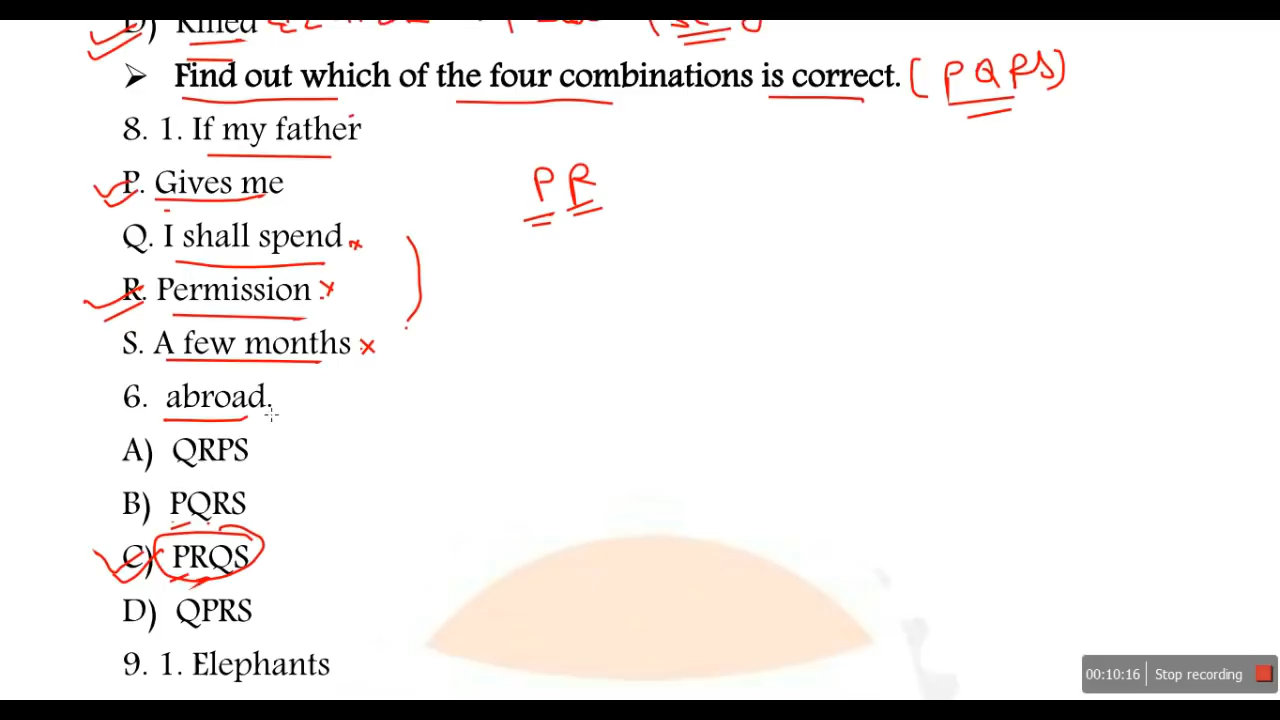 D) Killed
➢ Find out which of the four combinations is correct. (PQRS)
8. 1. If my father
P. Gives me
P R
Q. I shall spend
R. Permission
S. A few months
6. abroad.
A) QRPS
B) PQRS
C) PRQS
D) QPRS
9. 1. Elephants
00:10:16 Stop recording